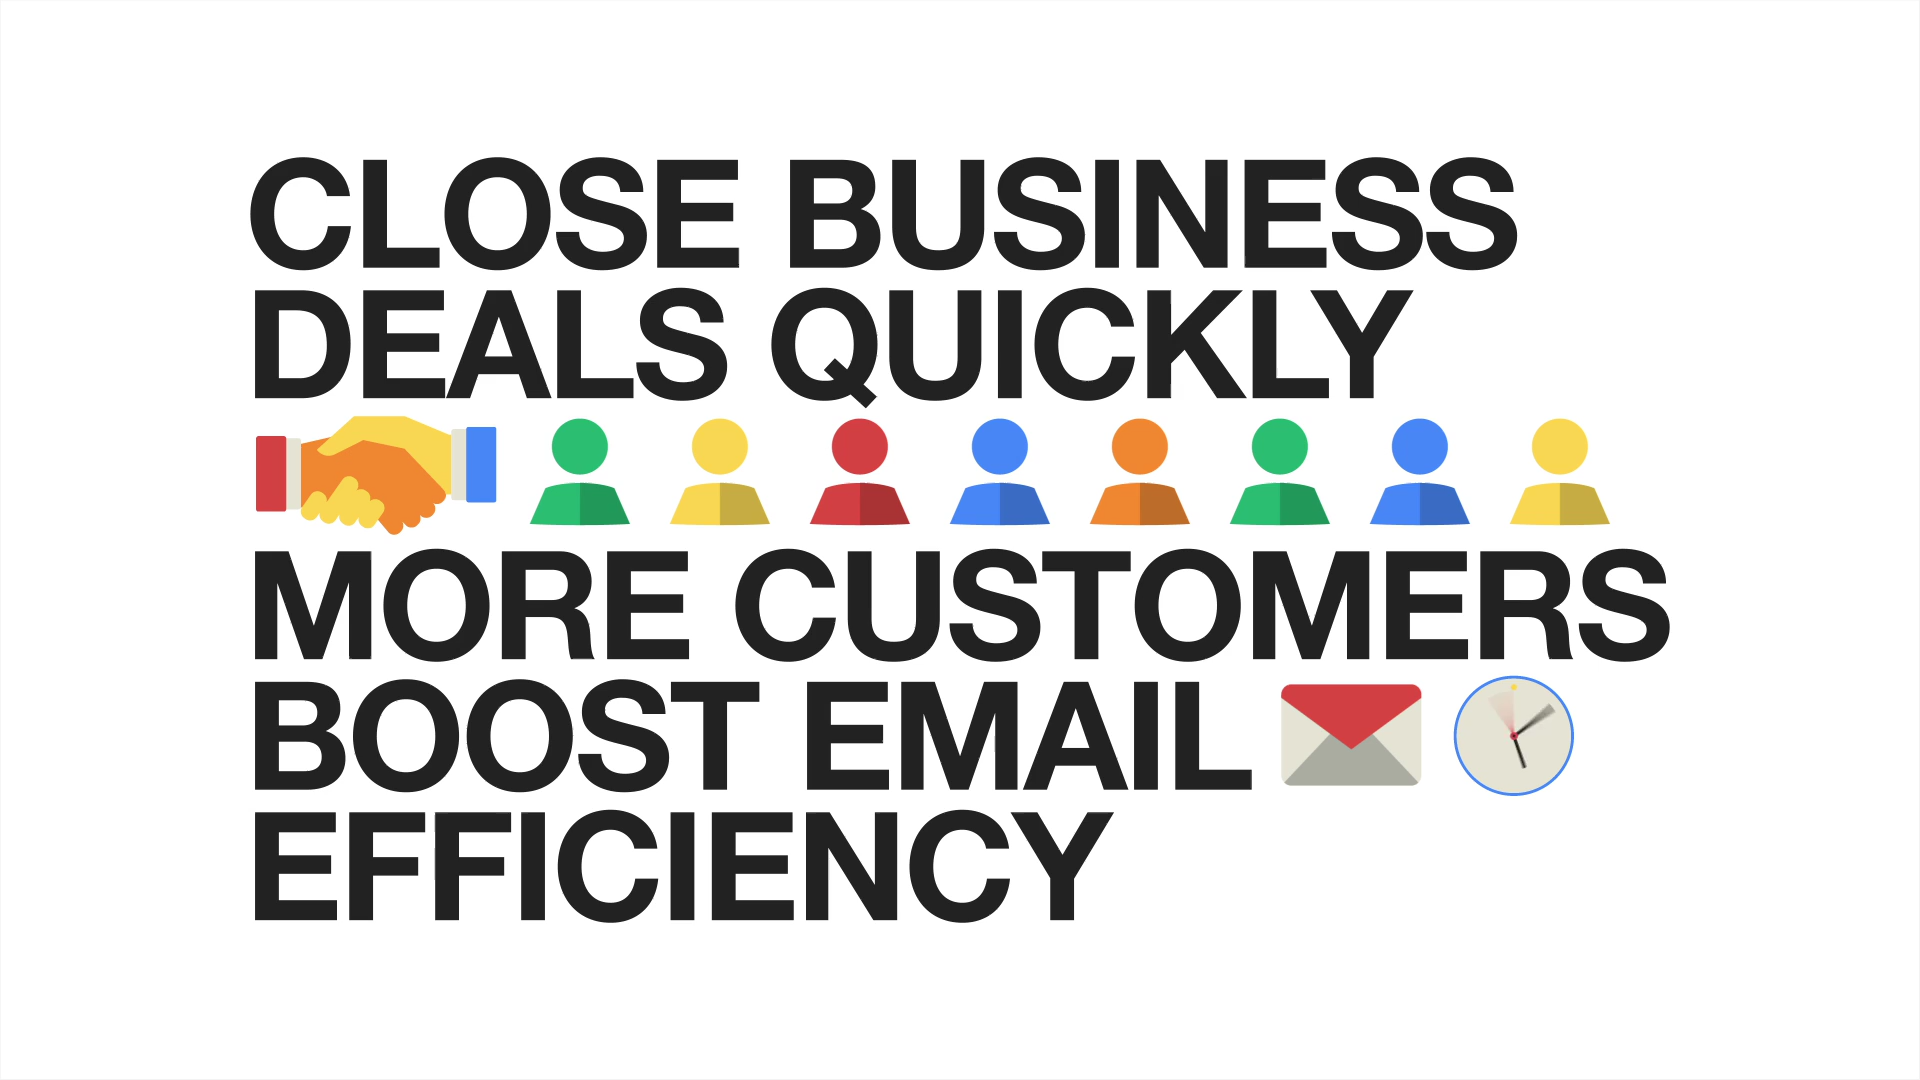 CLOSE BUSINESS
DEALS QUICKLY
MORE CUSTOMERS
BOOST EMAIL
EFFICIENCY